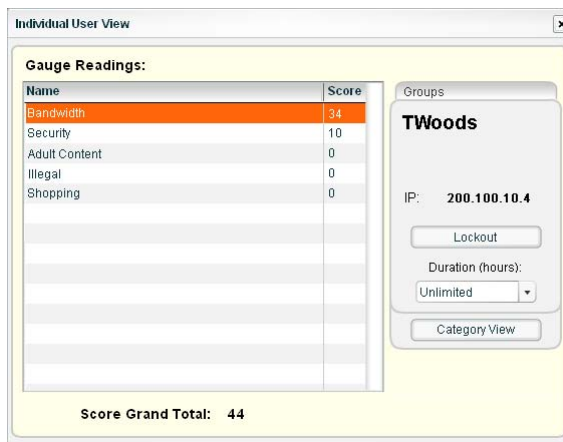 Individual User View
Gauge Readings:
Name Score
Bandwidth 34
Security 10
Adult Content 0
Illegal 0
Shopping 0
Score Grand Total: 44
Groups
TWoods
IP: 200.100.10.4
Lockout
Duration (hours):
Unlimited
Category View